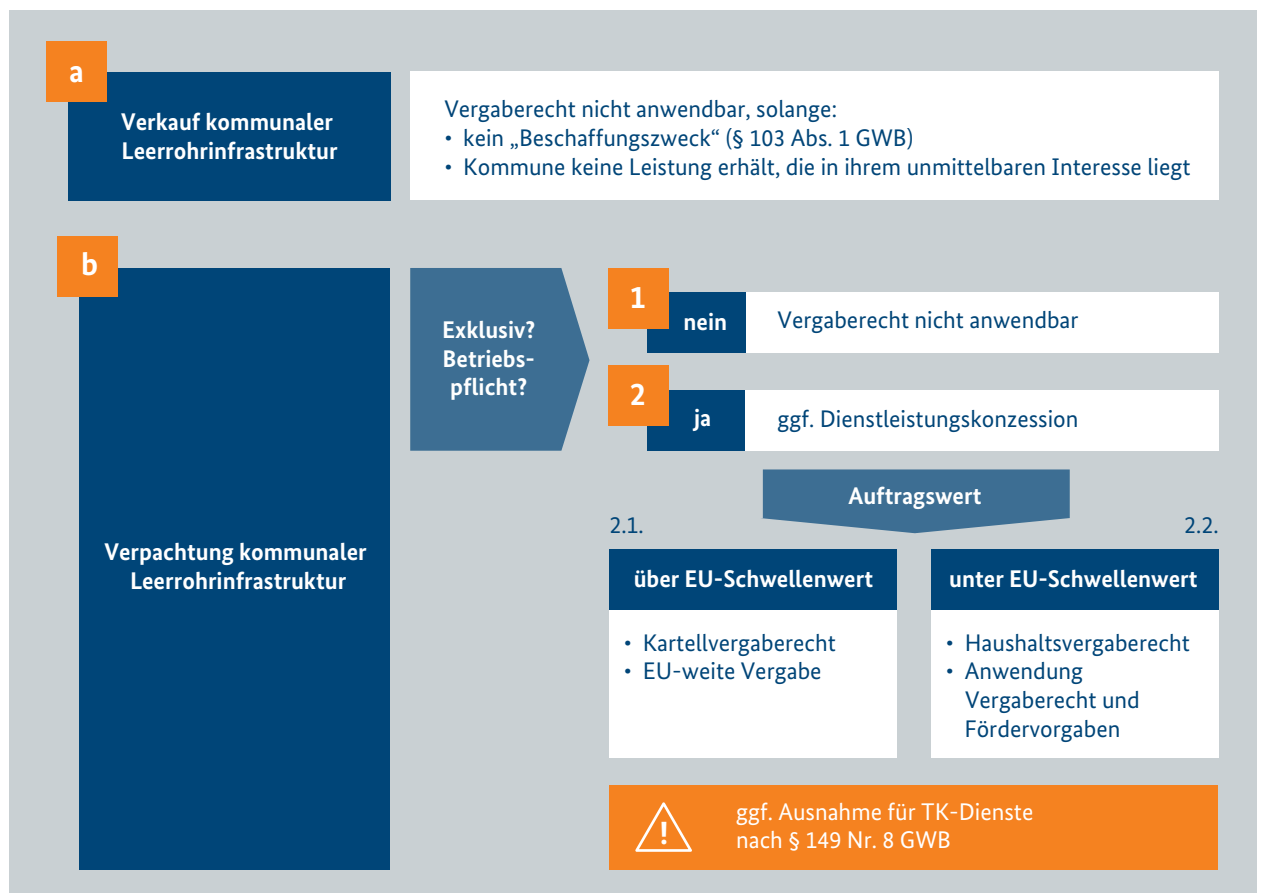 a
Verkauf kommunaler
Leerrohrinfrastruktur
Vergaberecht nicht anwendbar, solange:
• kein „Beschaffungszweck“ (§ 103 Abs. 1 GWB)
• Kommune keine Leistung erhält, die in ihrem unmittelbaren Interesse liegt
b
Verpachtung kommunaler
Leerrohrinfrastruktur
Exklusiv?
Betriebs-
pflicht?
1
nein
Vergaberecht nicht anwendbar
2
ja
ggf. Dienstleistungskonzession
Auftragswert
2.1.
über EU-Schwellenwert
• Kartellvergaberecht
• EU-weite Vergabe
2.2.
unter EU-Schwellenwert
• Haushaltsvergaberecht
• Anwendung
Vergaberecht und
Fördervorgaben
!
ggf. Ausnahme für TK-Dienste
nach § 149 Nr. 8 GWB